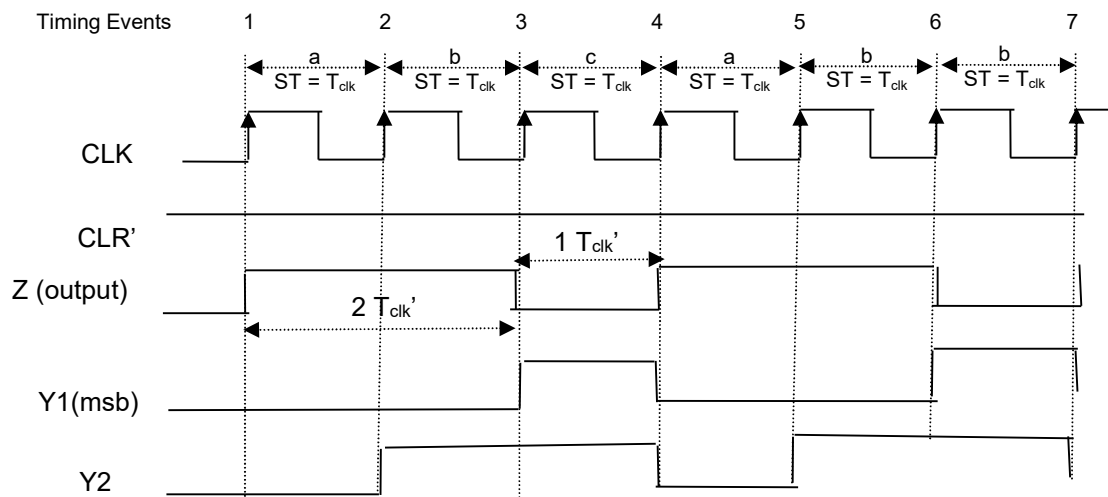 Timing Events 1 2 3 4 5 6 7
a b c a b b
ST = Tclk ST = Tclk ST = Tclk ST = Tclk ST = Tclk ST = Tclk
CLK
CLR'
1 Tclk'
Z (output)
2 Tclk'
Y1(msb)
Y2